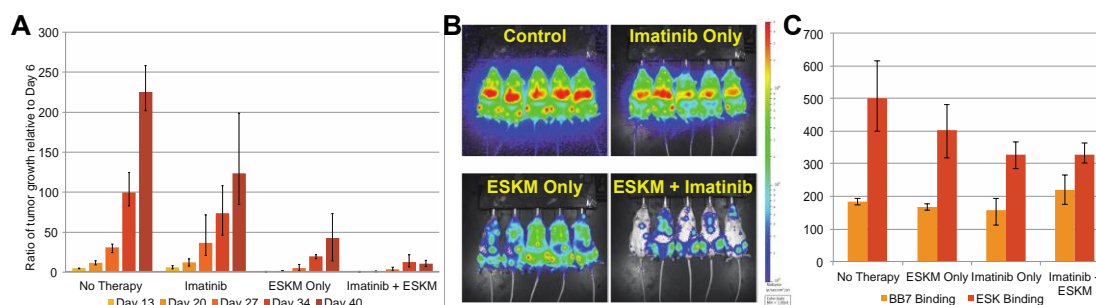 A
Ratio of tumor growth relative to Day 6
300
250
200
150
100
50
0
No Therapy
Imatinib
ESKM Only
Imatinib + ESKM
Day 13
Day 20
Day 27
Day 34
Day 40
B
Control
Imatinib Only
ESKM Only
ESKM + Imatinib
C
700
600
500
400
300
200
100
0
No Therapy
ESKM Only
Imatinib Only
Imatinib +
ESKM
BB7 Binding
ESK Binding